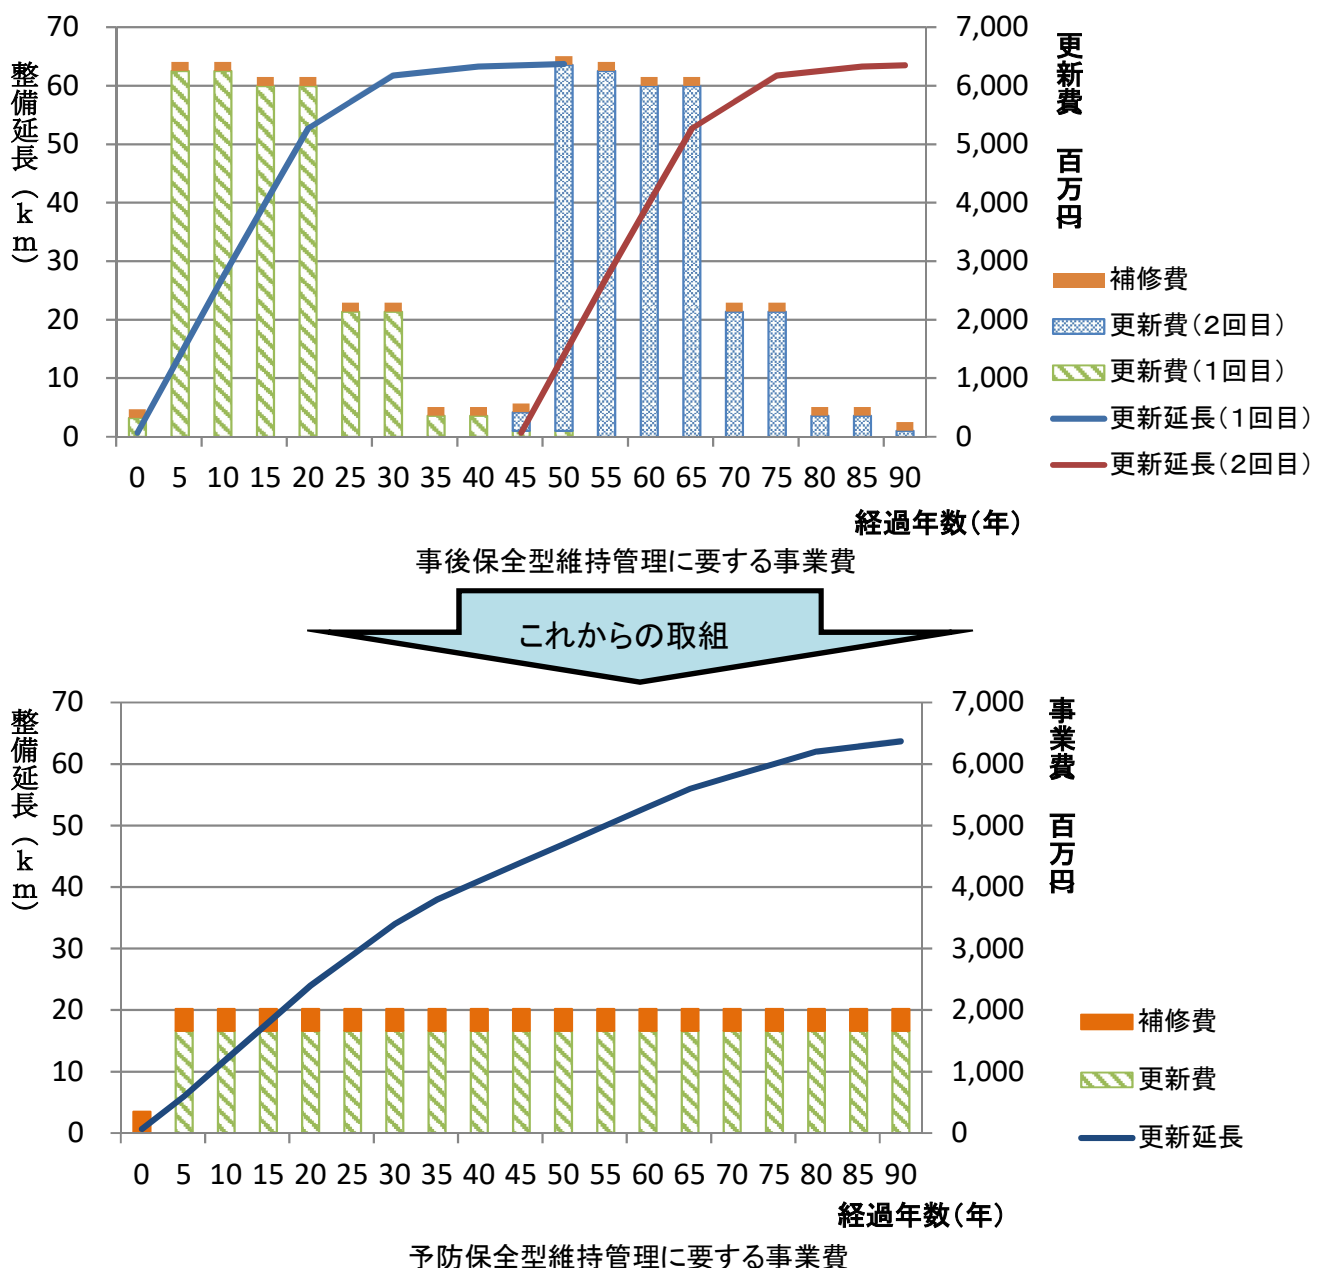 70
60
50
40
30
20
10
0
整備延長(km)
7,000
6,000
5,000
4,000
3,000
2,000
1,000
0
更新費 百万円
補修費
更新費(2回目)
更新費(1回目)
更新延長(1回目)
更新延長(2回目)
0 5 10 15 20 25 30 35 40 45 50 55 60 65 70 75 80 85 90
経過年数(年)
事後保全型維持管理に要する事業費
これからの取組
70
60
50
40
30
20
10
0
整備延長(km)
7,000
6,000
5,000
4,000
3,000
2,000
1,000
0
事業費 百万円
補修費
更新費
更新延長
0 5 10 15 20 25 30 35 40 45 50 55 60 65 70 75 80 85 90
経過年数(年)
予防保全型維持管理に要する事業費